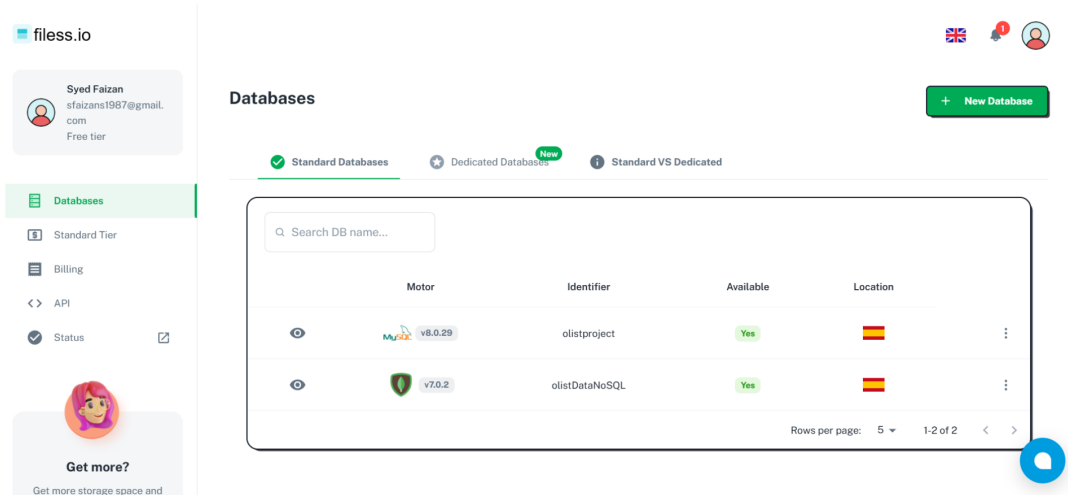 filess.io
1
Syed Faizan
sfaizans1987@gmail.
com
Free tier
Databases
+ New Database
Standard Databases
Dedicated Databases
New
Standard VS Dedicated
Databases
Standard Tier
Billing
API
Status
Search DB name...
Motor Identifier Available Location
MySQL v8.0.29 olistproject Yes
v7.0.2 olistDataNoSQL Yes
Rows per page: 5 1-2 of 2
Get more?
Get more storage space and